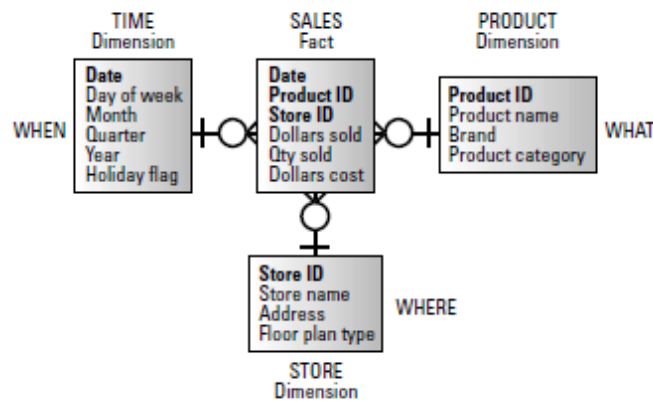 TIME
Dimension
SALES
Fact
PRODUCT
Dimension
WHEN
Date
Day of week
Month
Quarter
Year
Holiday flag
Date
Product ID
Store ID
Dollars sold
Qty sold
Dollars cost
Product ID
Product name
Brand
Product category
WHAT
Store ID
Store name
Address
Floor plan type
WHERE
STORE
Dimension